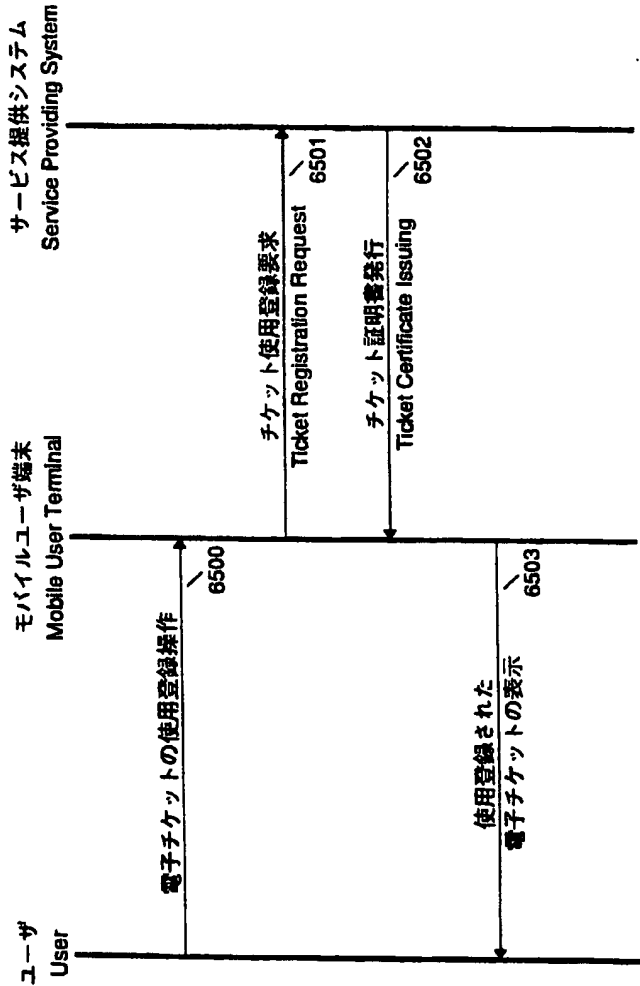 ユーザ
User
モバイルユーザ端末
Mobile User Terminal
サービス提供システム
Service Providing System
電子チケットの使用登録操作
6500
チケット使用登録要求
6501
Ticket Registration Request
チケット証明書発行
6502
Ticket Certificate Issuing
使用登録された
電子チケットの表示
6503